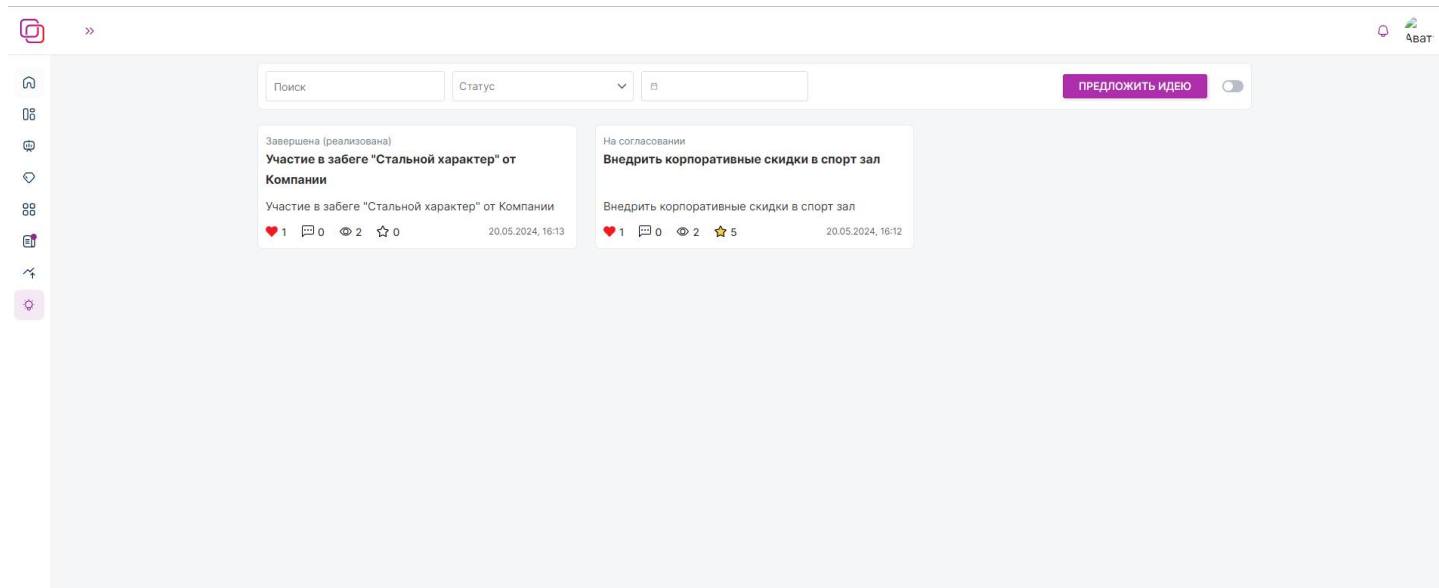 Ават
Поиск
Статус
ПРЕДЛОЖИТЬ ИДЕЮ
Завершена (реализована)
Участие в забеге "Стальной характер" от
Компании
Участие в забеге "Стальной характер" от Компании
1 0 2 0 20.05.2024, 16:13
На согласовании
Внедрить корпоративные скидки в спорт зал
Внедрить корпоративные скидки в спорт зал
1 0 2 5 20.05.2024, 16:12